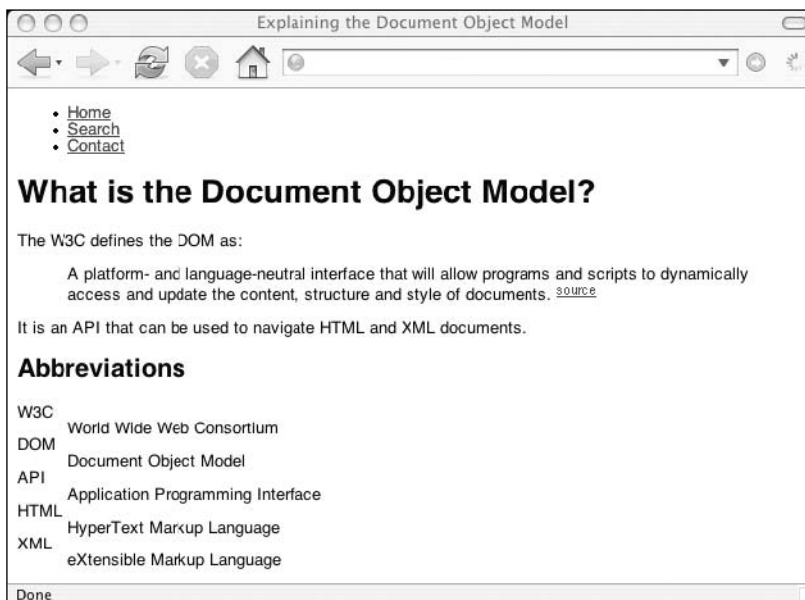 Explaining the Document Object Model
Home
Search
Contact
What is the Document Object Model?
The W3C defines the DOM as:
A platform- and language-neutral interface that will allow programs and scripts to dynamically
access and update the content, structure and style of documents. source
It is an API that can be used to navigate HTML and XML documents.
Abbreviations
W3C
World Wide Web Consortium
DOM
Document Object Model
API
Application Programming Interface
HTML
HyperText Markup Language
XML
eXtensible Markup Language
Done